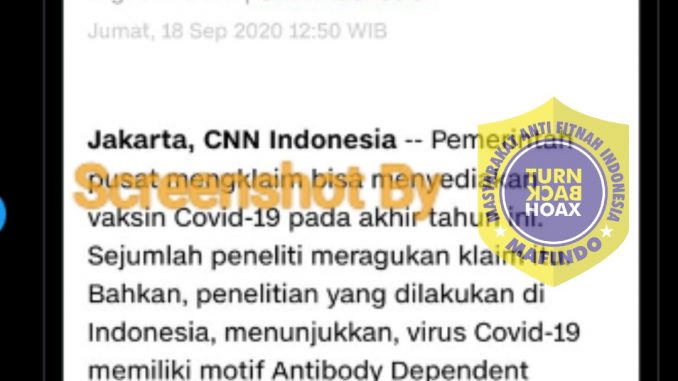 Jumat, 18 Sep 2020 12:50 WIB
Jakarta, CNN Indonesia -- Pemerintah
pusat mengklaim bisa menyediakan
vaksin Covid-19 pada akhir tahun ini.
Sejumlah peneliti meragukan klaim itu.
Bahkan, penelitian yang dilakukan di
Indonesia, menunjukkan, virus Covid-19
memiliki motif Antibody Dependent
Screenshot By
MASYARAKAT ANTI FITNAH INDONESIA
TURN
BACK
HOAX
MAFINDO